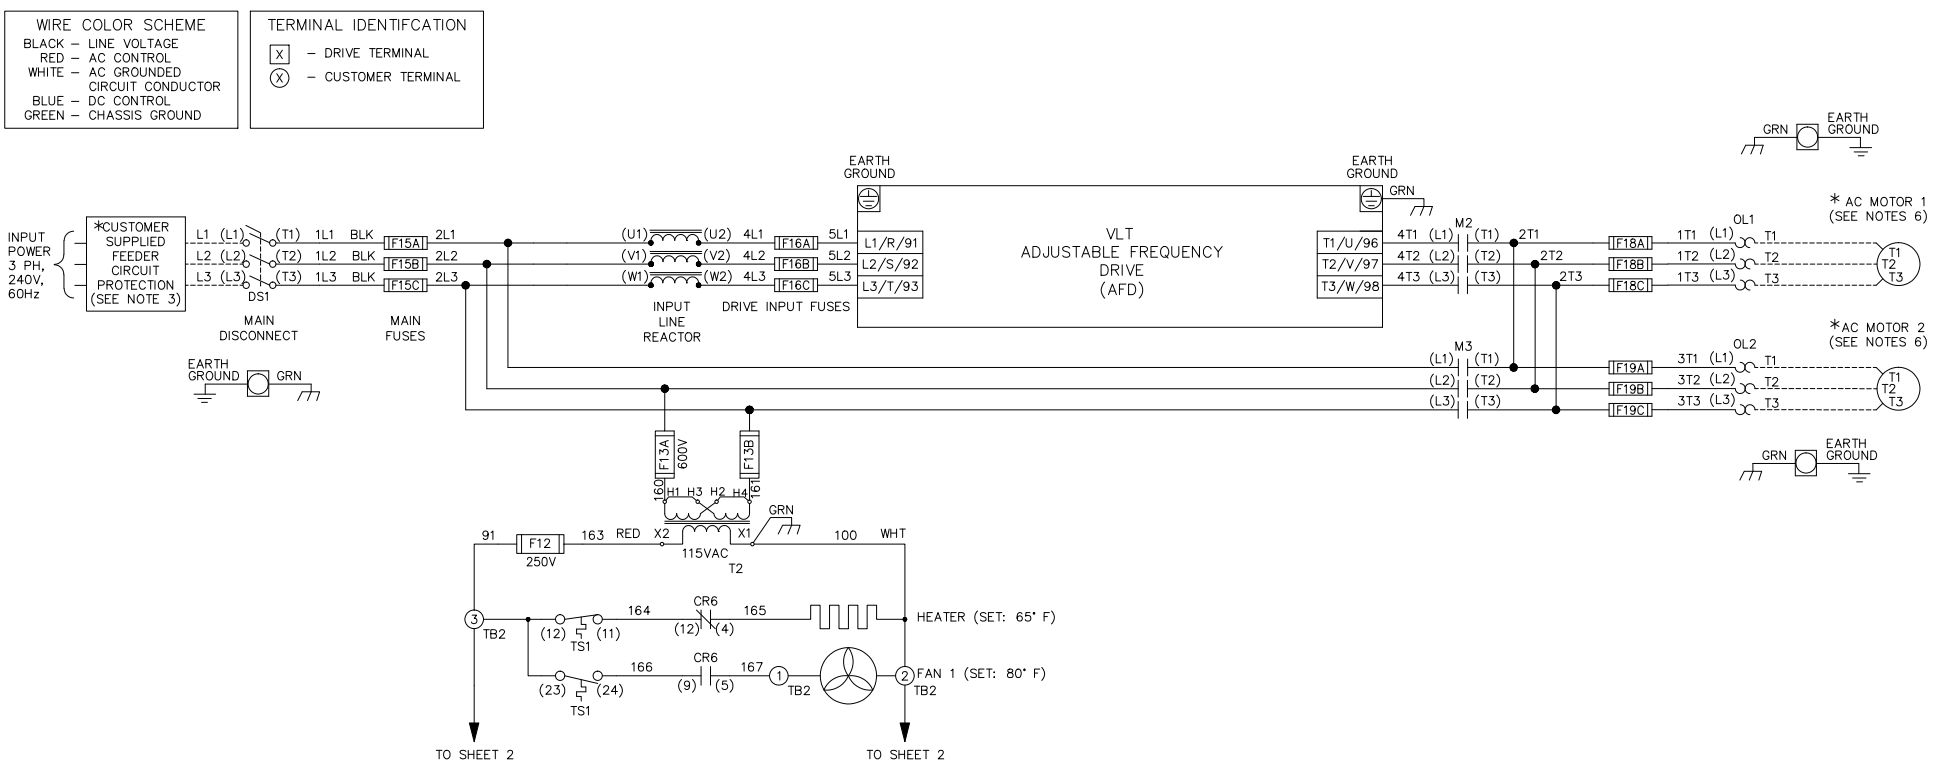 WIRE COLOR SCHEME
BLACK – LINE VOLTAGE
RED – AC CONTROL
WHITE – AC GROUNDED
CIRCUIT CONDUCTOR
BLUE – DC CONTROL
GREEN – CHASSIS GROUND
TERMINAL IDENTIFCATION
X – DRIVE TERMINAL
X – CUSTOMER TERMINAL
GRN
EARTH
GROUND
EARTH
GROUND
EARTH
GROUND
GRN
INPUT
POWER
3 PH,
240V,
60Hz
*CUSTOMER
SUPPLIED
FEEDER
CIRCUIT
PROTECTION
(SEE NOTE 3)
L1 (L1) (T1) 1L1 BLK F15A 2L1
L2 (L2) (T2) 1L2 BLK F15B 2L2
L3 (L3) (T3) 1L3 BLK F15C 2L3
DS1
MAIN
DISCONNECT
MAIN
FUSES
(U1) (U2) 4L1 F16A 5L1 L1/R/91
(V1) (V2) 4L2 F16B 5L2 L2/S/92
(W1) (W2) 4L3 F16C 5L3 L3/T/93
INPUT
LINE
REACTOR
DRIVE INPUT FUSES
VLT
ADJUSTABLE FREQUENCY
DRIVE
(AFD)
M2
T1/U/96 4T1 (L1) (T1) 2T1 F18A 1T1 (L1) T1
T2/V/97 4T2 (L2) (T2) 2T2 F18B 1T2 (L2) T2
T3/W/98 4T3 (L3) (T3) 2T3 F18C 1T3 (L3) T3
OL1
* AC MOTOR 1
(SEE NOTES 6)
T1
T2
T3
EARTH
GROUND
GRN
M3
(L1) (T1) F19A 3T1 (L1) T1
(L2) (T2) F19B 3T2 (L2) T2
(L3) (T3) F19C 3T3 (L3) T3
OL2
*AC MOTOR 2
(SEE NOTES 6)
T1
T2
T3
GRN
EARTH
GROUND
F13A
600V
F13B
160
H1 H3 H2 H4
161
GRN
91 F12 163 RED X2 X1 100 WHT
250V
115VAC
T2
3
TB2
(12) (11) 164 CR6 165 HEATER (SET: 65° F)
TS1
(12) (4)
(23) (24) 166 CR6 167 1 2 FAN 1 (SET: 80° F)
TS1
(9) (5)
TB2
TB2
TO SHEET 2
TO SHEET 2